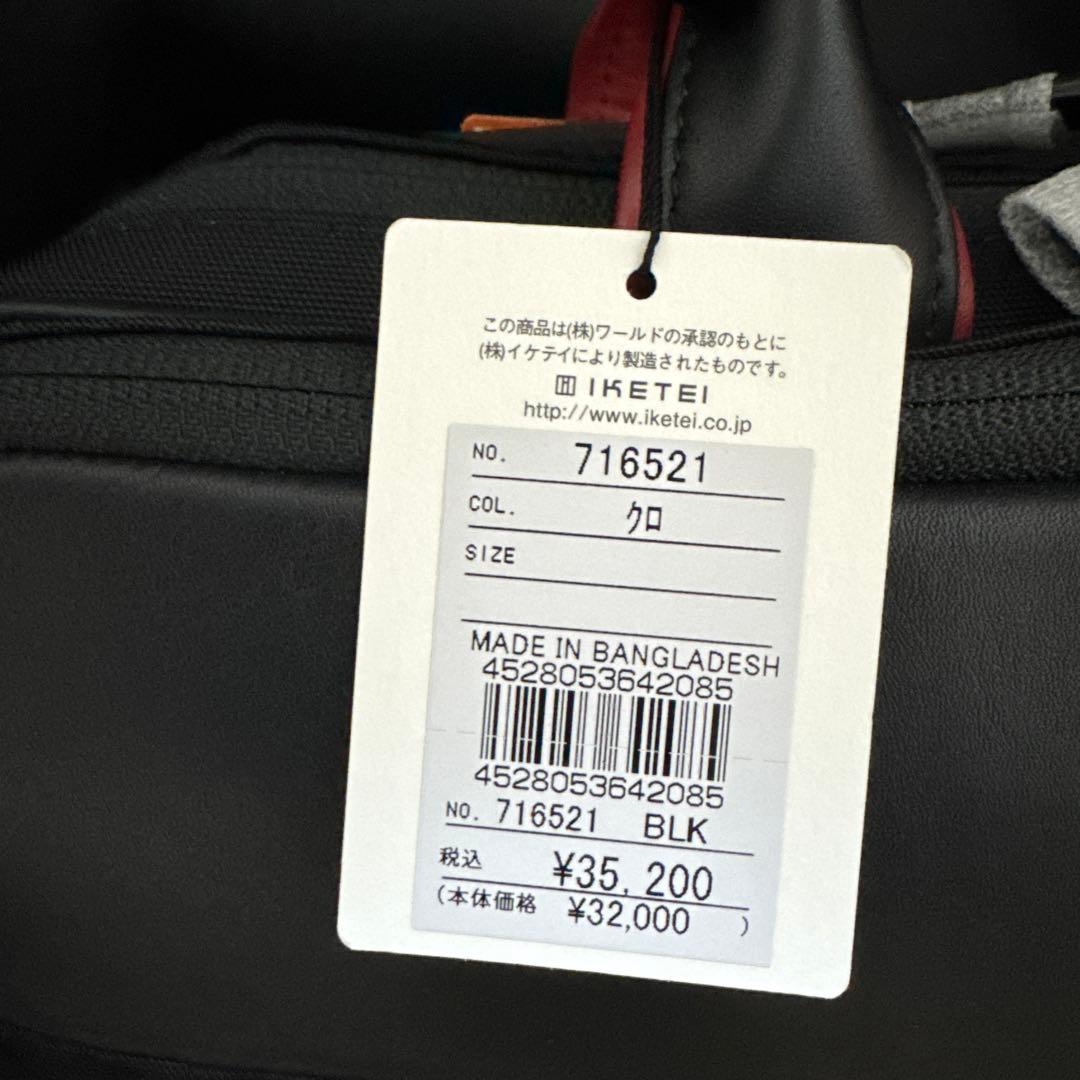 この商品は(株)ワールドの承認のもとに
(株)イケテイにより製造されたものです。
IKETEI
http://www.iketei.co.jp
NO. 716521
COL. クロ
SIZE
MADE IN BANGLADESH
4528053642085
4528053642085
NO. 716521 BLK
税込 ¥35,200
(本体価格 ¥32,000 )